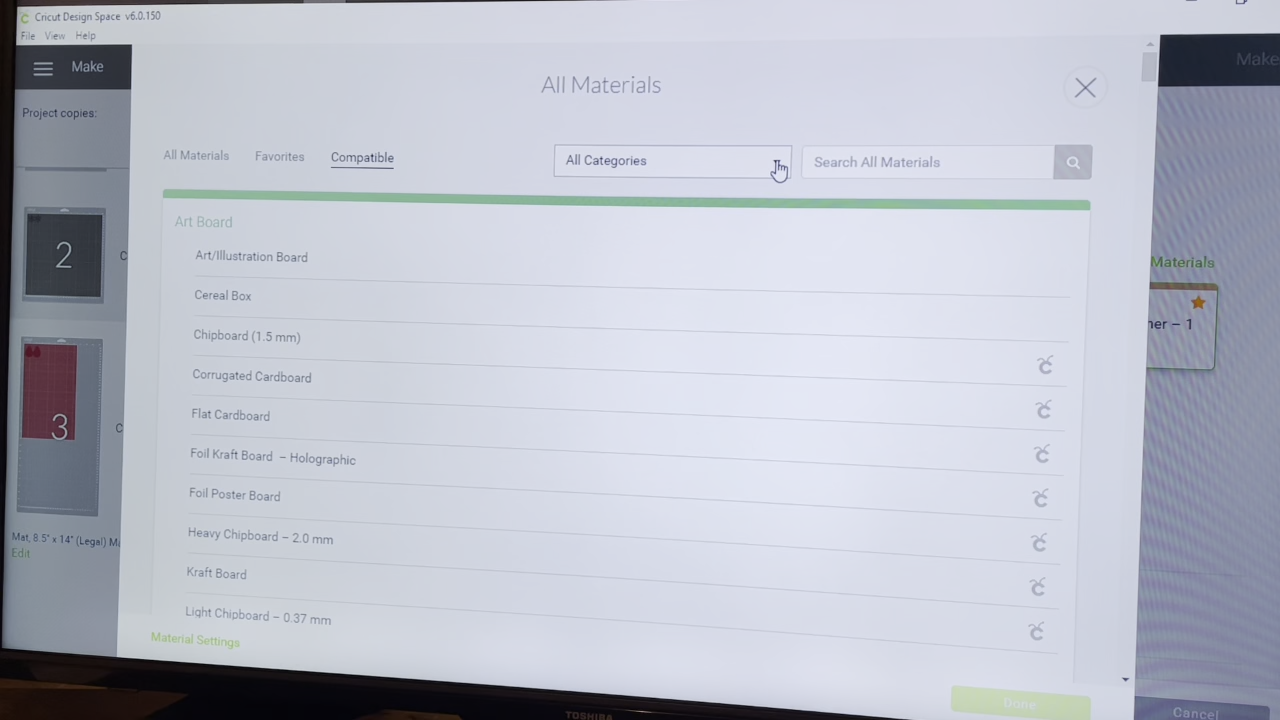 Cricut Design Space v6.0.150
File View Help
Make
Make
Project copies:
All Materials
All Materials Favorites Compatible
All Categories
Search All Materials
Art Board
Art/Illustration Board
Cereal Box
Chipboard (1.5 mm)
Corrugated Cardboard
Flat Cardboard
Foil Kraft Board – Holographic
Foil Poster Board
Heavy Chipboard – 2.0 mm
Kraft Board
Light Chipboard – 0.37 mm
Material Settings
Done
2
C
3
C
Mat, 8.5" x 14" (Legal) Ma
Edit
Materials
her – 1
Cancel
TOSHIBA